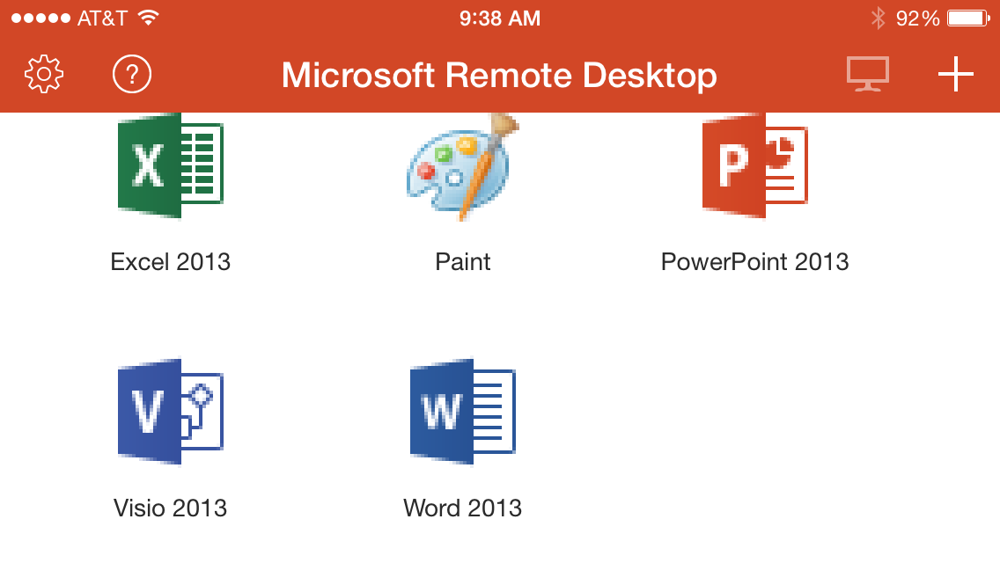 AT&T 9:38 AM 92%
? Microsoft Remote Desktop
X P
Excel 2013 Paint PowerPoint 2013
V W
Visio 2013 Word 2013